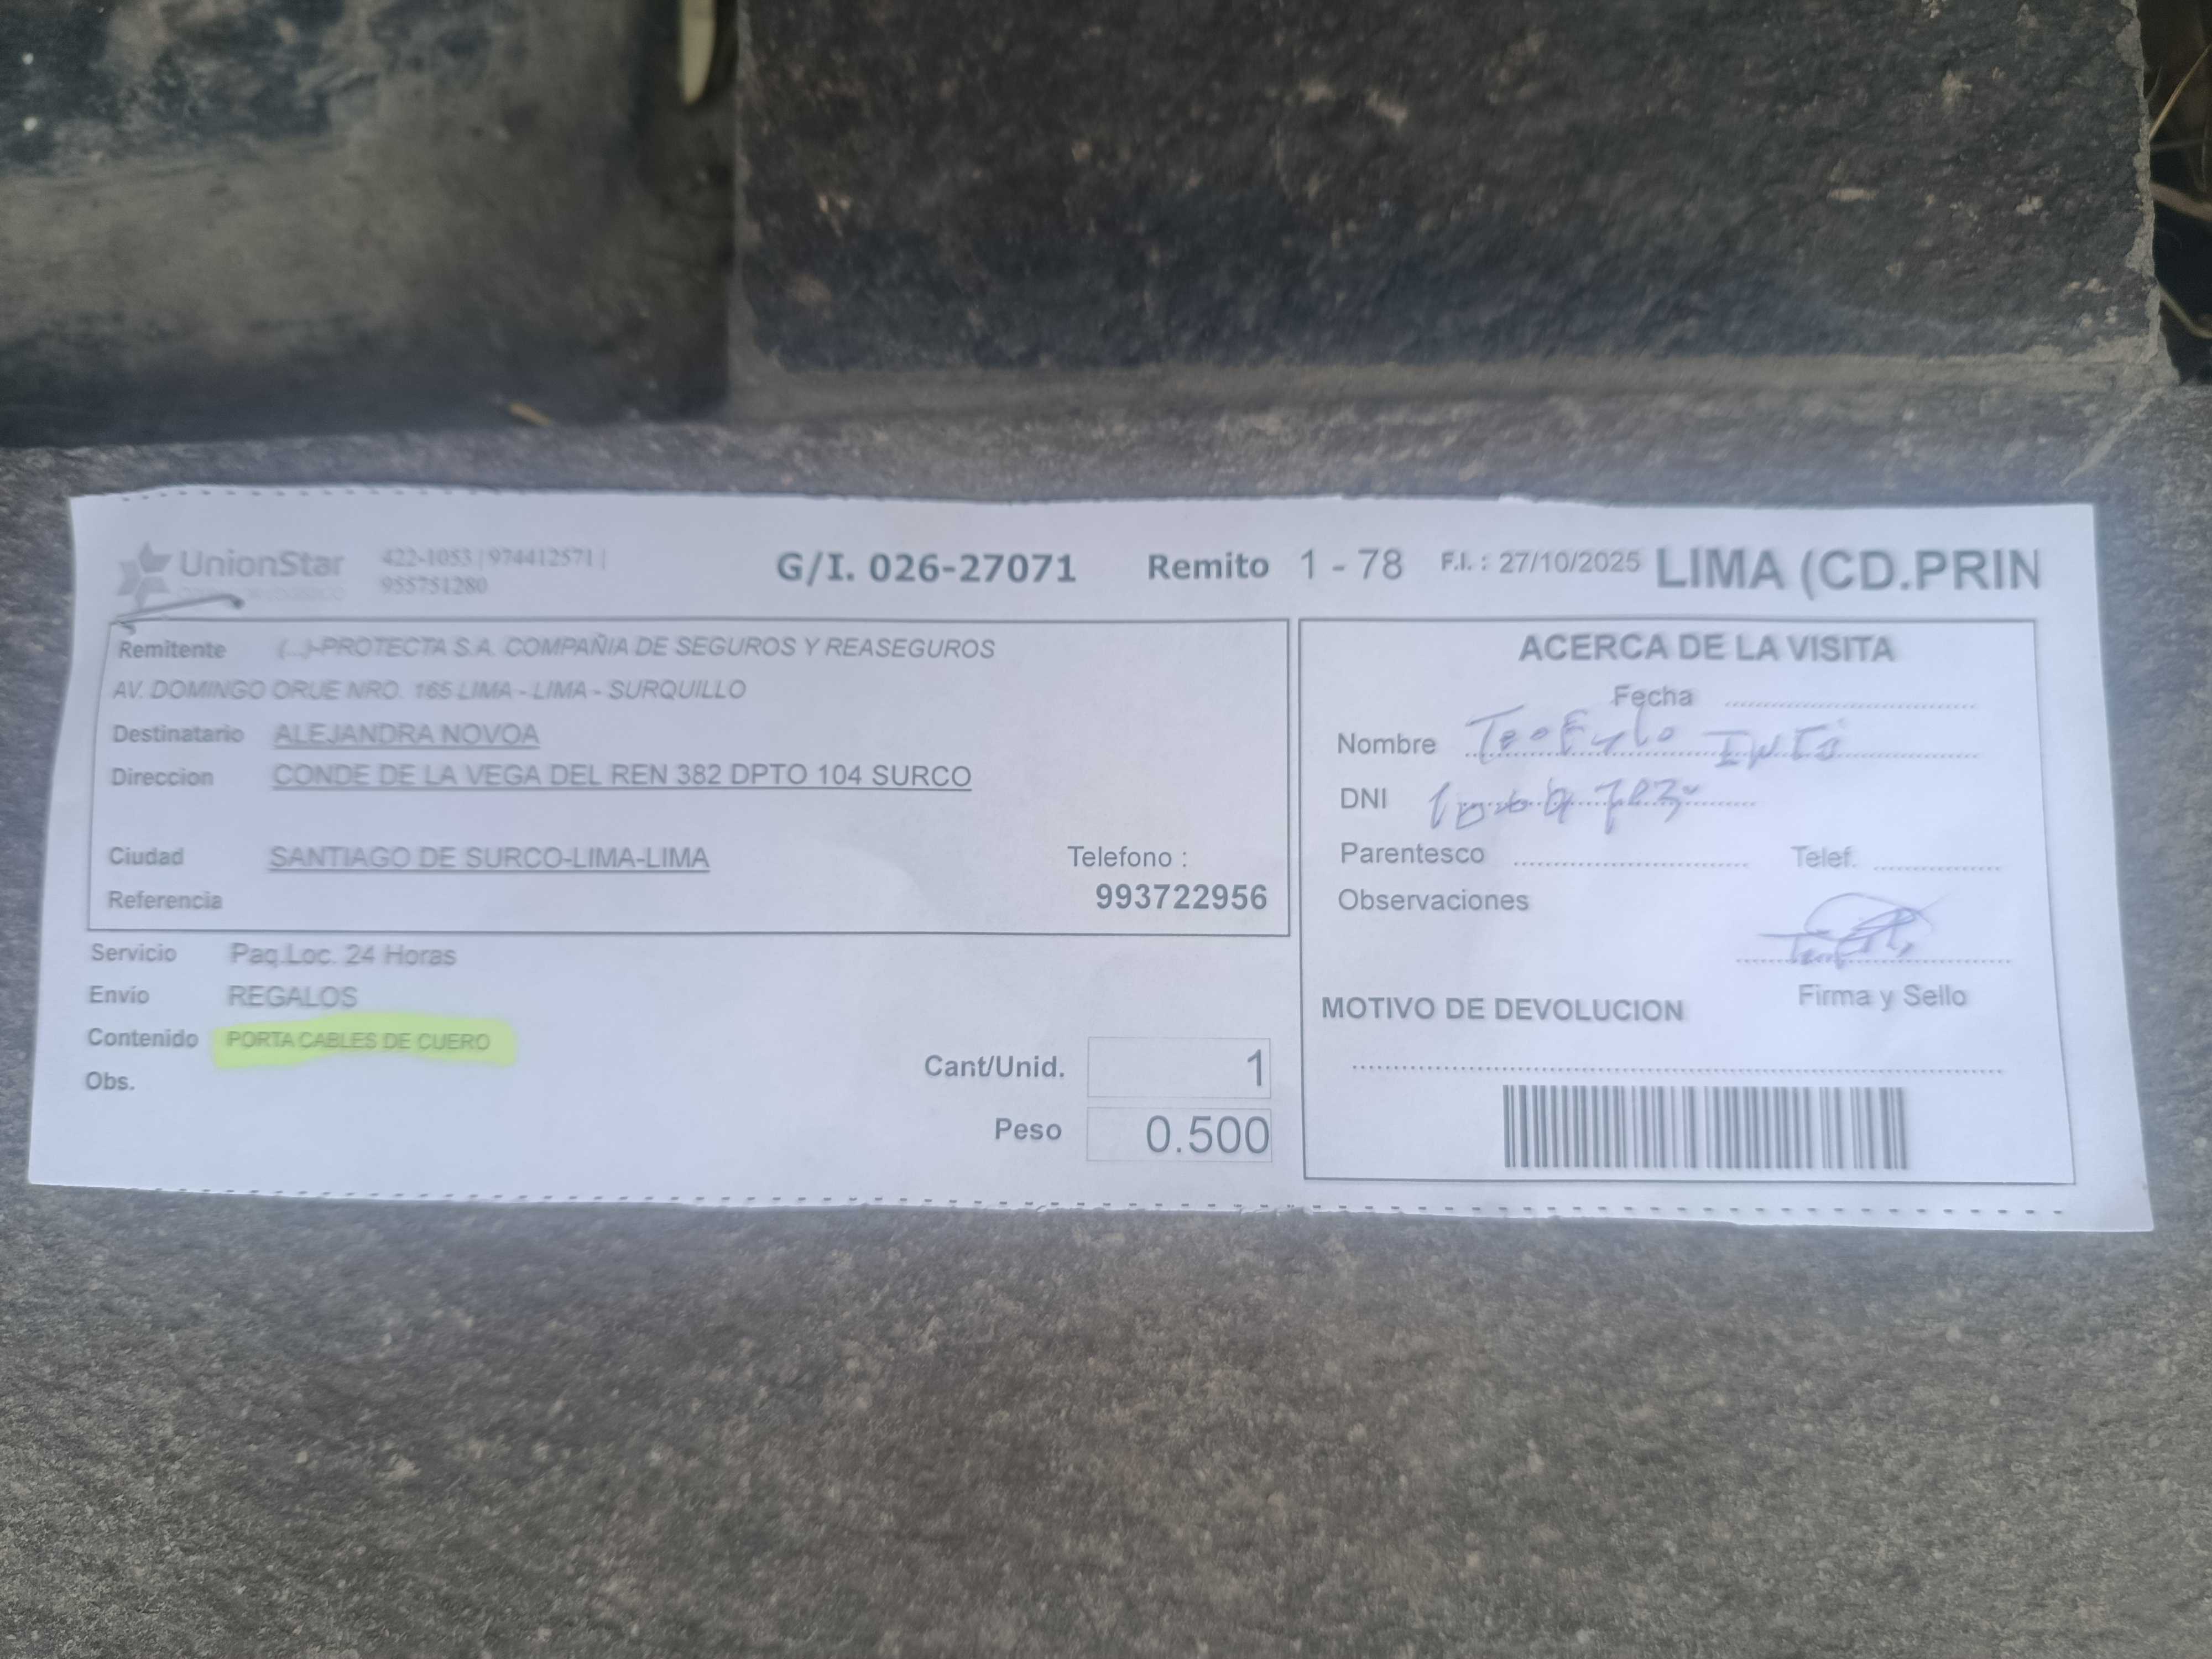 UnionStar 422-1053 | 974412571 |
955751280
G/I. 026-27071 Remito 1 - 78 F.I. : 27/10/2025 LIMA (CD.PRIN
Remitente (...)-PROTECTA S.A. COMPAÑIA DE SEGUROS Y REASEGUROS
AV. DOMINGO ORUE NRO. 165 LIMA - LIMA - SURQUILLO
Destinatario ALEJANDRA NOVOA
Direccion CONDE DE LA VEGA DEL REN 382 DPTO 104 SURCO
Ciudad SANTIAGO DE SURCO-LIMA-LIMA
Telefono :
993722956
Referencia
Servicio Paq.Loc. 24 Horas
Envío REGALOS
Contenido PORTA CABLES DE CUERO
Obs.
Cant/Unid. 1
Peso 0.500
ACERCA DE LA VISITA
Fecha
Nombre Teofylo
DNI
Parentesco Telef.
Observaciones
Firma y Sello
MOTIVO DE DEVOLUCION